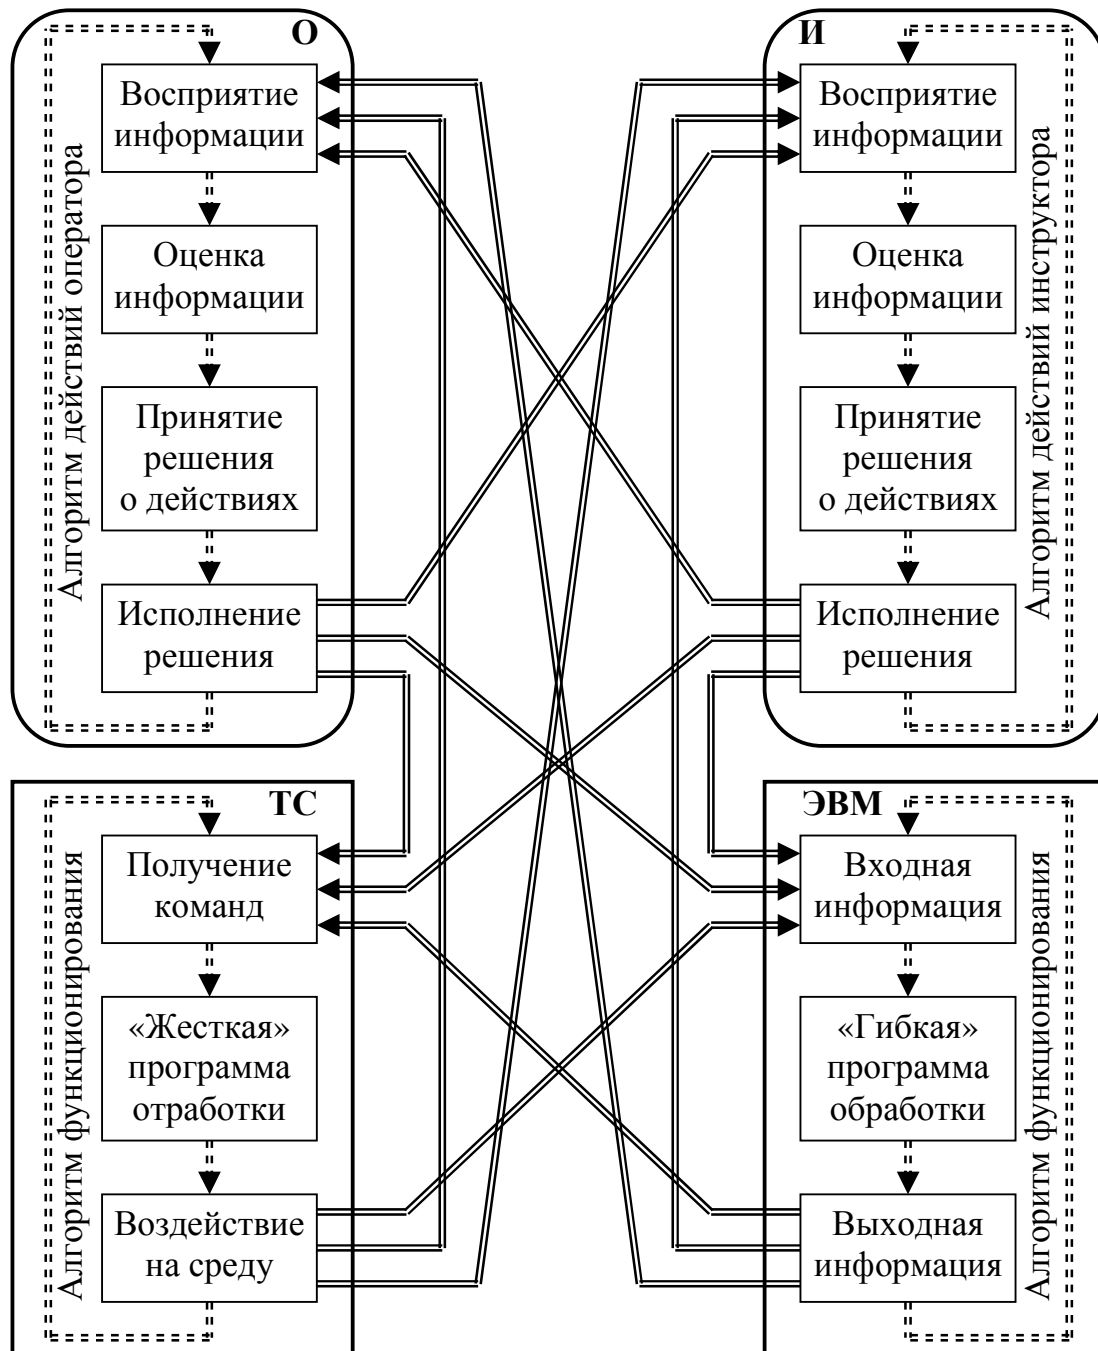 О
Восприятие
информации
Оценка
информации
Принятие
решения
о действиях
Исполнение
решения
Алгоритм действий оператора
И
Восприятие
информации
Оценка
информации
Принятие
решения
о действиях
Исполнение
решения
Алгоритм действий инструктора
ТС
Получение
команд
«Жесткая»
программа
отработки
Воздействие
на среду
Алгоритм функционирования
ЭВМ
Входная
информация
«Гибкая»
программа
обработки
Выходная
информация
Алгоритм функционирования